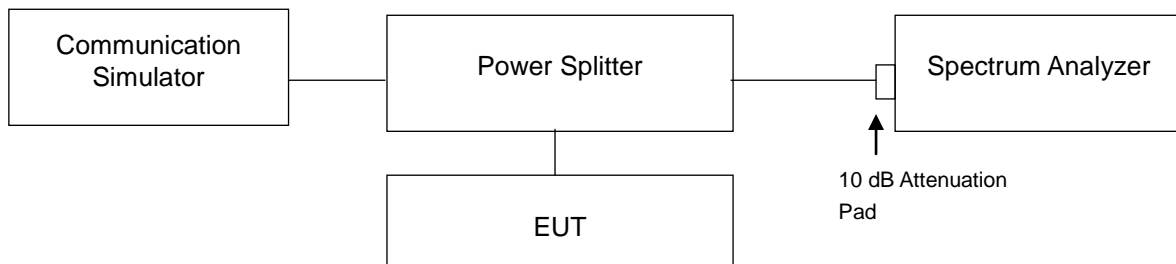 Communication
Simulator
Power Splitter
Spectrum Analyzer
10 dB Attenuation
Pad
EUT